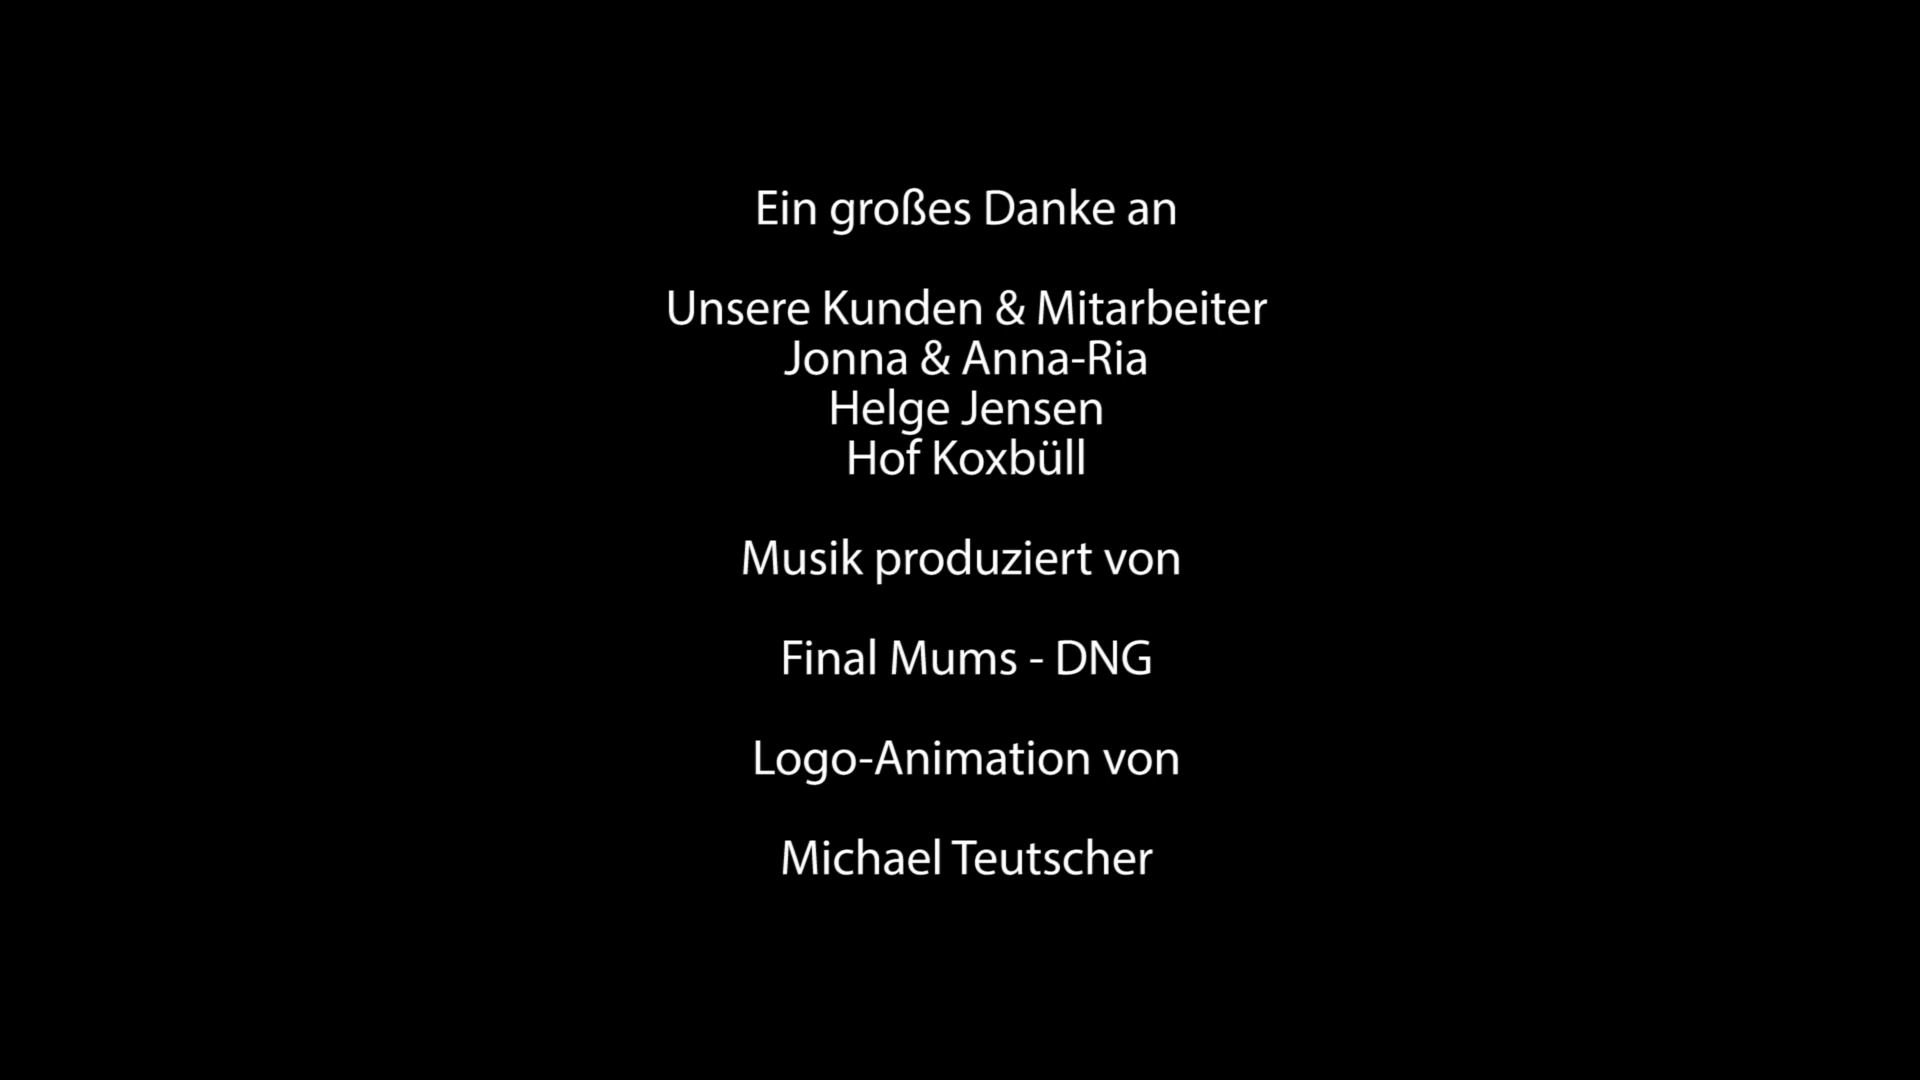 Ein großes Danke an
Unsere Kunden & Mitarbeiter
Jonna & Anna-Ria
Helge Jensen
Hof Koxbüll
Musik produziert von
Final Mums - DNG
Logo-Animation von
Michael Teutscher